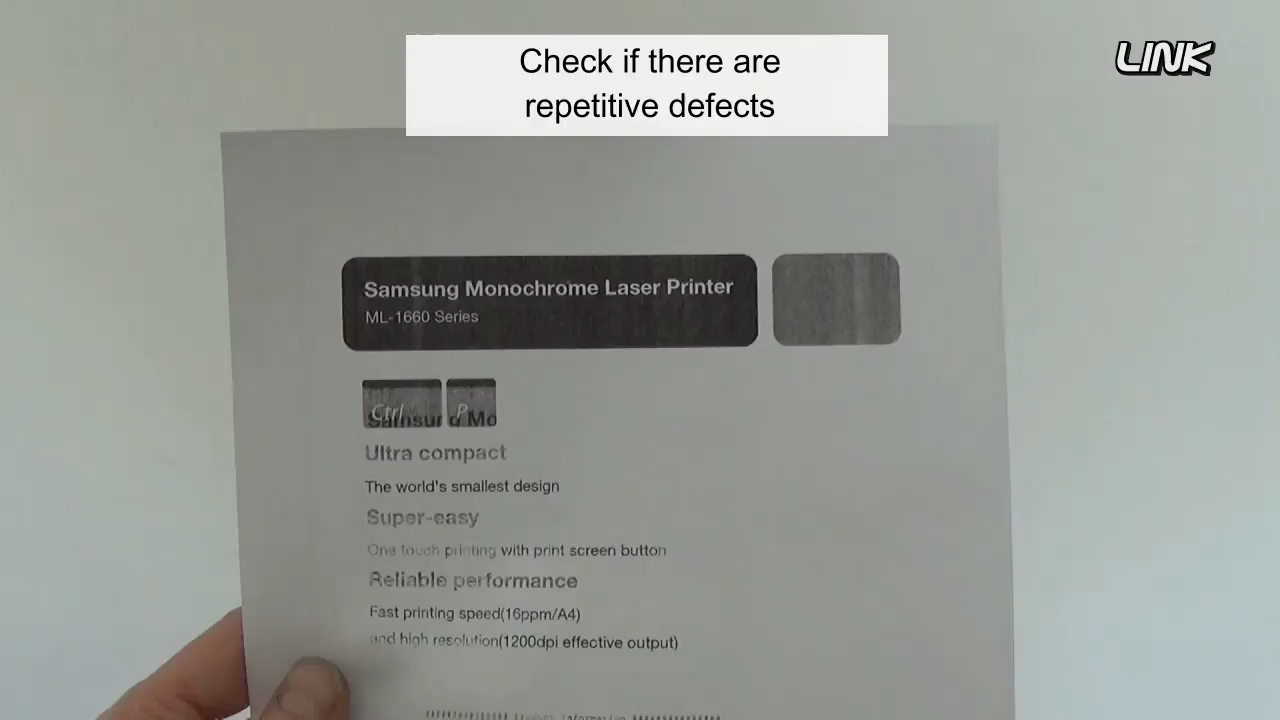 Check if there are
repetitive defects
LINK
Samsung Monochrome Laser Printer
ML-1660 Series
Ctrl P
Samsung Mo
Ultra compact
The world's smallest design
Super-easy
One touch printing with print screen button
Reliable performance
Fast printing speed(16ppm/A4)
and high resolution(1200dpi effective output)